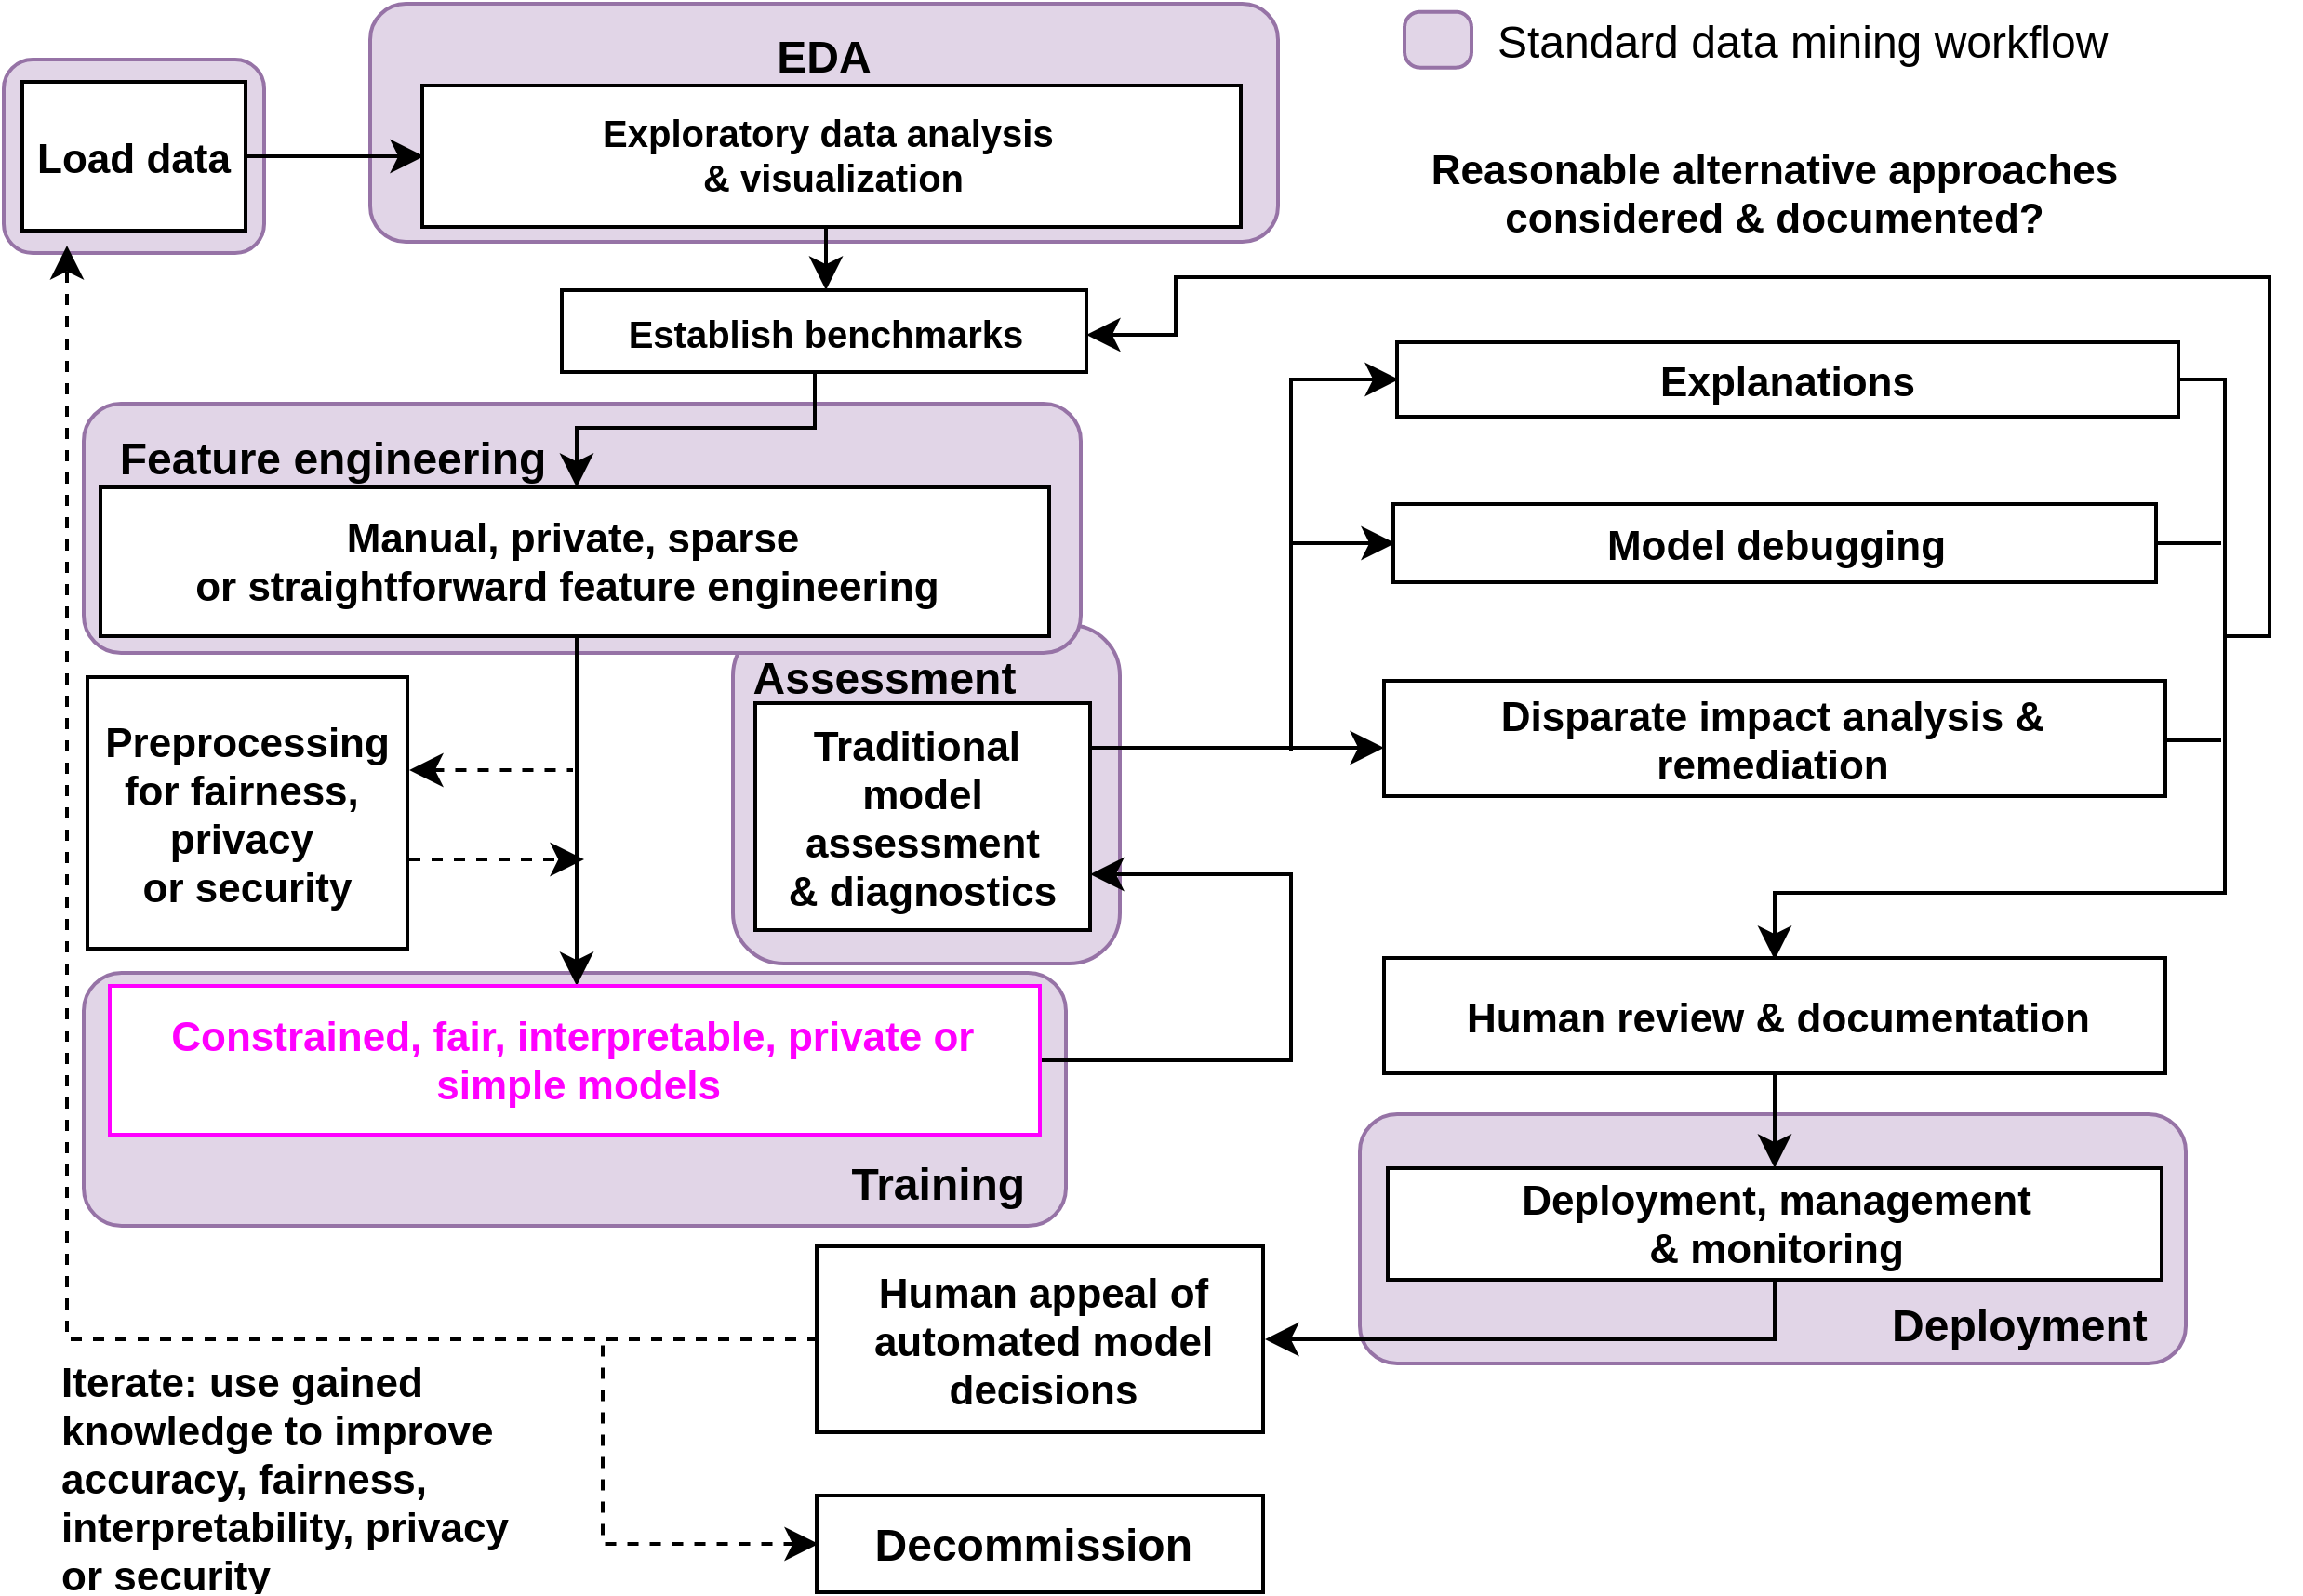 EDA
Standard data mining workflow
Load data
Exploratory data analysis
& visualization
Reasonable alternative approaches
considered & documented?
Establish benchmarks
Explanations
Feature engineering
Manual, private, sparse
or straightforward feature engineering
Model debugging
Assessment
Preprocessing
for fairness,
privacy
or security
Traditional
model
assessment
& diagnostics
Disparate impact analysis &
remediation
Constrained, fair, interpretable, private or
simple models
Training
Human review & documentation
Deployment, management
& monitoring
Deployment
Human appeal of
automated model
decisions
Iterate: use gained
knowledge to improve
accuracy, fairness,
interpretability, privacy
or security
Decommission